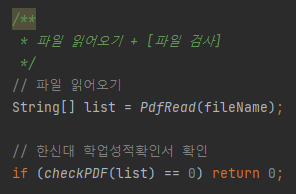 /**
* 파일 읽어오기 + [파일 검사]
*/
// 파일 읽어오기
String[] list = PdfRead(fileName);
// 한신대 학업성적확인서 확인
if (checkPDF(list) == 0) return 0;